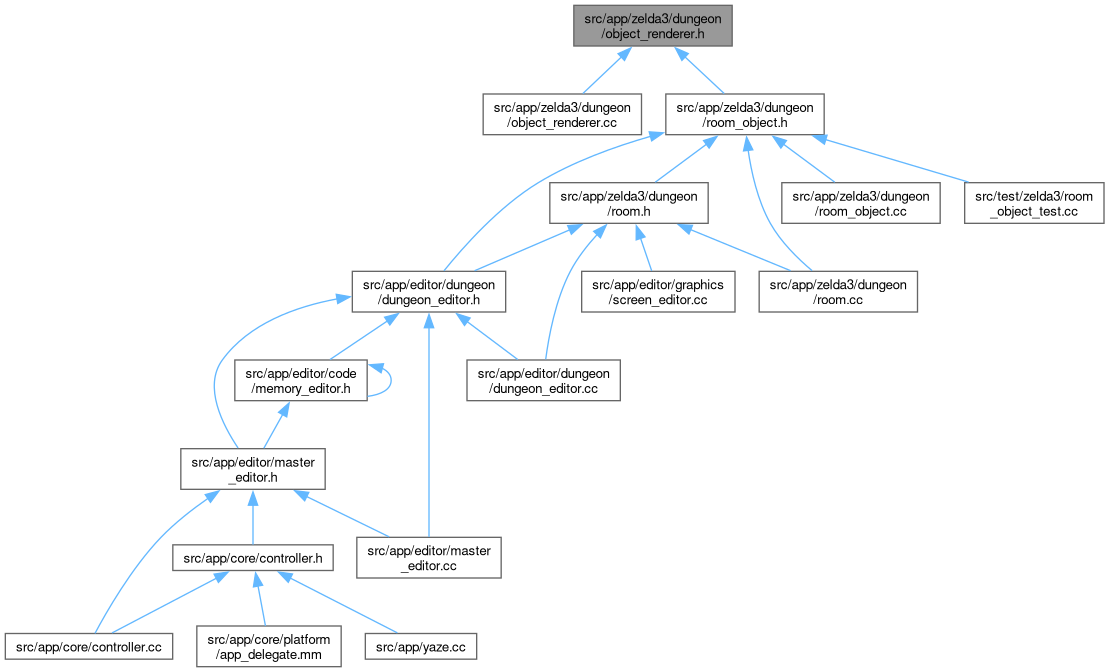 src/app/zelda3/dungeon
/object_renderer.h
src/app/zelda3/dungeon
/object_renderer.cc
src/app/zelda3/dungeon
/room_object.h
src/app/zelda3/dungeon
/room.h
src/app/zelda3/dungeon
/room_object.cc
src/test/zelda3/room
_object_test.cc
src/app/editor/dungeon
/dungeon_editor.h
src/app/editor/graphics
/screen_editor.cc
src/app/zelda3/dungeon
/room.cc
src/app/editor/code
/memory_editor.h
src/app/editor/dungeon
/dungeon_editor.cc
src/app/editor/master
_editor.h
src/app/core/controller.h
src/app/editor/master
_editor.cc
src/app/core/controller.cc
src/app/core/platform
/app_delegate.mm
src/app/yaze.cc